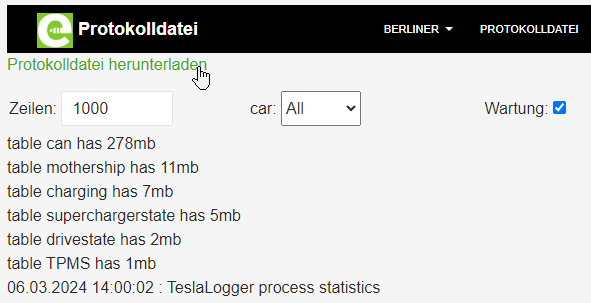 Protokolldatei BERLINER PROTOKOLLDATEI
Protokolldatei herunterladen
Zeilen: 1000 car: All Wartung:
table can has 278mb
table mothership has 11mb
table charging has 7mb
table superchargerstate has 5mb
table drivestate has 2mb
table TPMS has 1mb
06.03.2024 14:00:02 : TeslaLogger process statistics